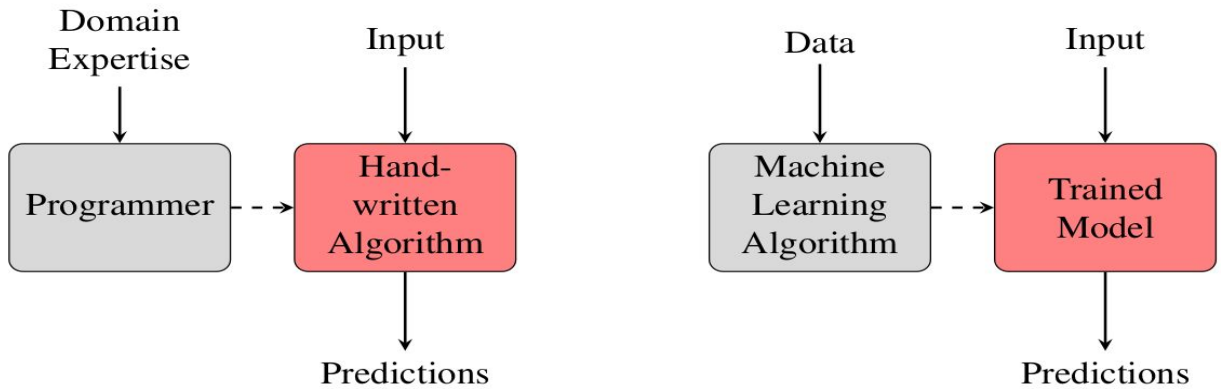 Domain
Expertise
Input
Programmer
Hand-
written
Algorithm
Predictions
Data
Input
Machine
Learning
Algorithm
Trained
Model
Predictions